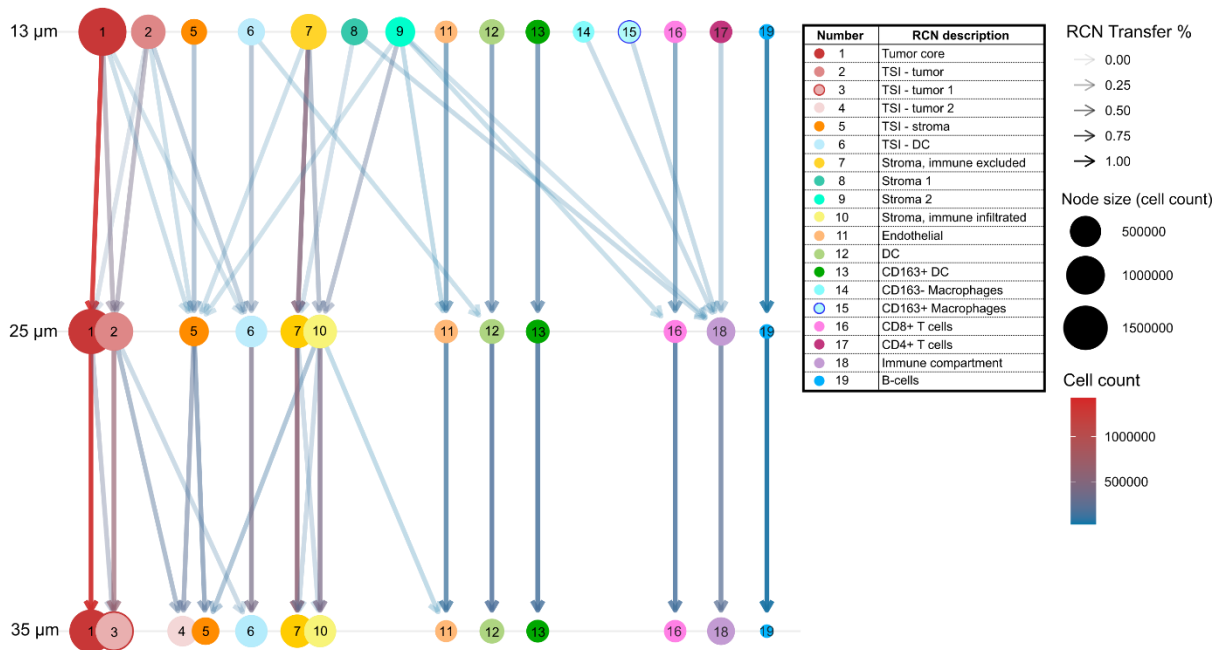 13 µm
1 2 5 6 7 8 9 11 12 13 14 15 16 17 19
25 µm
1 2 5 6 7 10 11 12 13 16 18 19
35 µm
1 3 4 5 6 7 10 11 12 13 16 18 19
Number RCN description
1 Tumor core
2 TSI - tumor
3 TSI - tumor 1
4 TSI - tumor 2
5 TSI - stroma
6 TSI - DC
7 Stroma, immune excluded
8 Stroma 1
9 Stroma 2
10 Stroma, immune infiltrated
11 Endothelial
12 DC
13 CD163+ DC
14 CD163- Macrophages
15 CD163+ Macrophages
16 CD8+ T cells
17 CD4+ T cells
18 Immune compartment
19 B-cells
RCN Transfer %
0.00
0.25
0.50
0.75
1.00
Node size (cell count)
500000
1000000
1500000
Cell count
1000000
500000